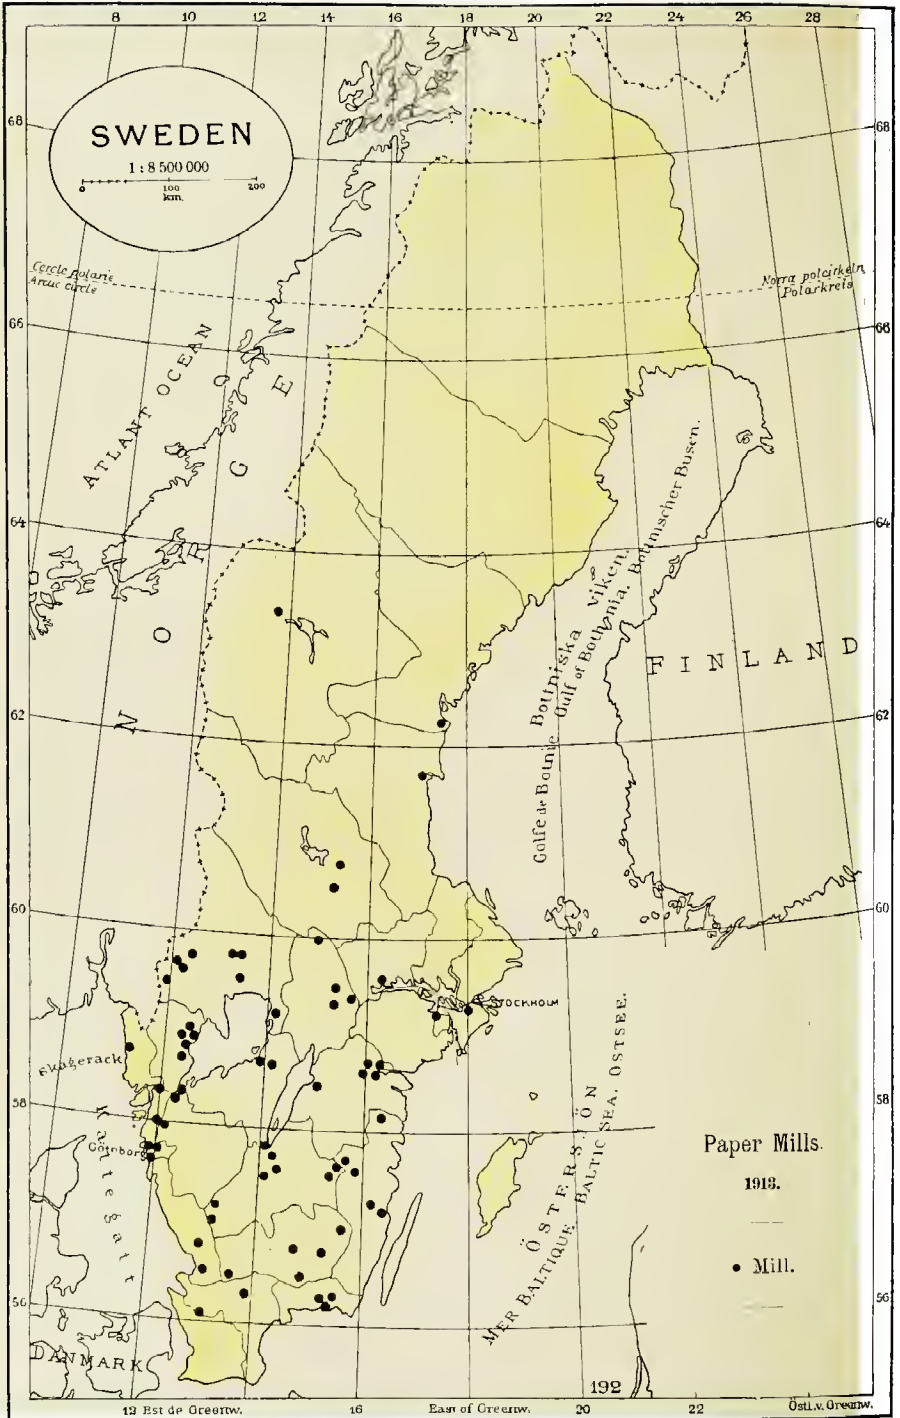 8 10 12 14 16 18 20 22 24 26 28
68 68
SWEDEN
1:8 500 000
0 100 200
km.
Cercle polarie
Arctic circle
Norra polcirkeln
Polarkreis
66 66
ATLANT OCEAN
NORGE
64 64
Bottniska Viken.
Golfe de Botnie Gulf of Bothnia. Bottnischer Busen.
FINLAND
62 62
60 60
STOCKHOLM
Skagerack
58 58
Kattegatt
Götnborg
ÖSTERSJÖN
MER BALTIQUE BALTIC SEA. OSTSEE.
Paper Mills.
1913.
Mill.
56 56
DANMARK
192
12 Est de Greenw. 16 East of Greenw. 20 22 Östl.v. Greenw.